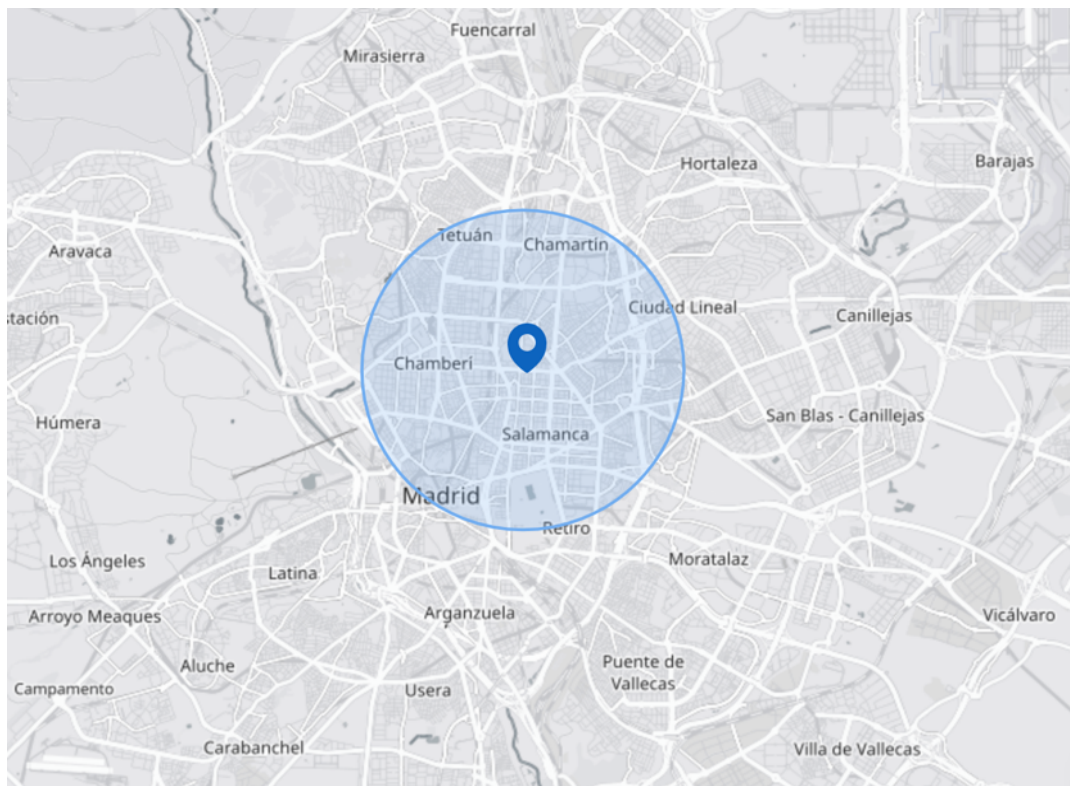 Fuencarral
Mirasierra
Hortaleza
Barajas
Tetuán
Chamartín
Aravaca
Ciudad Lineal
Canillejas
stación
Chamberi
Húmera
San Blas - Canillejas
Salamanca
Madrid
Retiro
Los Ángeles
Latina
Moratalaz
Arroyo Meaques
Arganzuela
Vicálvaro
Aluche
Puente de
Vallecas
Campamento
Usera
Carabanchel
Villa de Vallecas